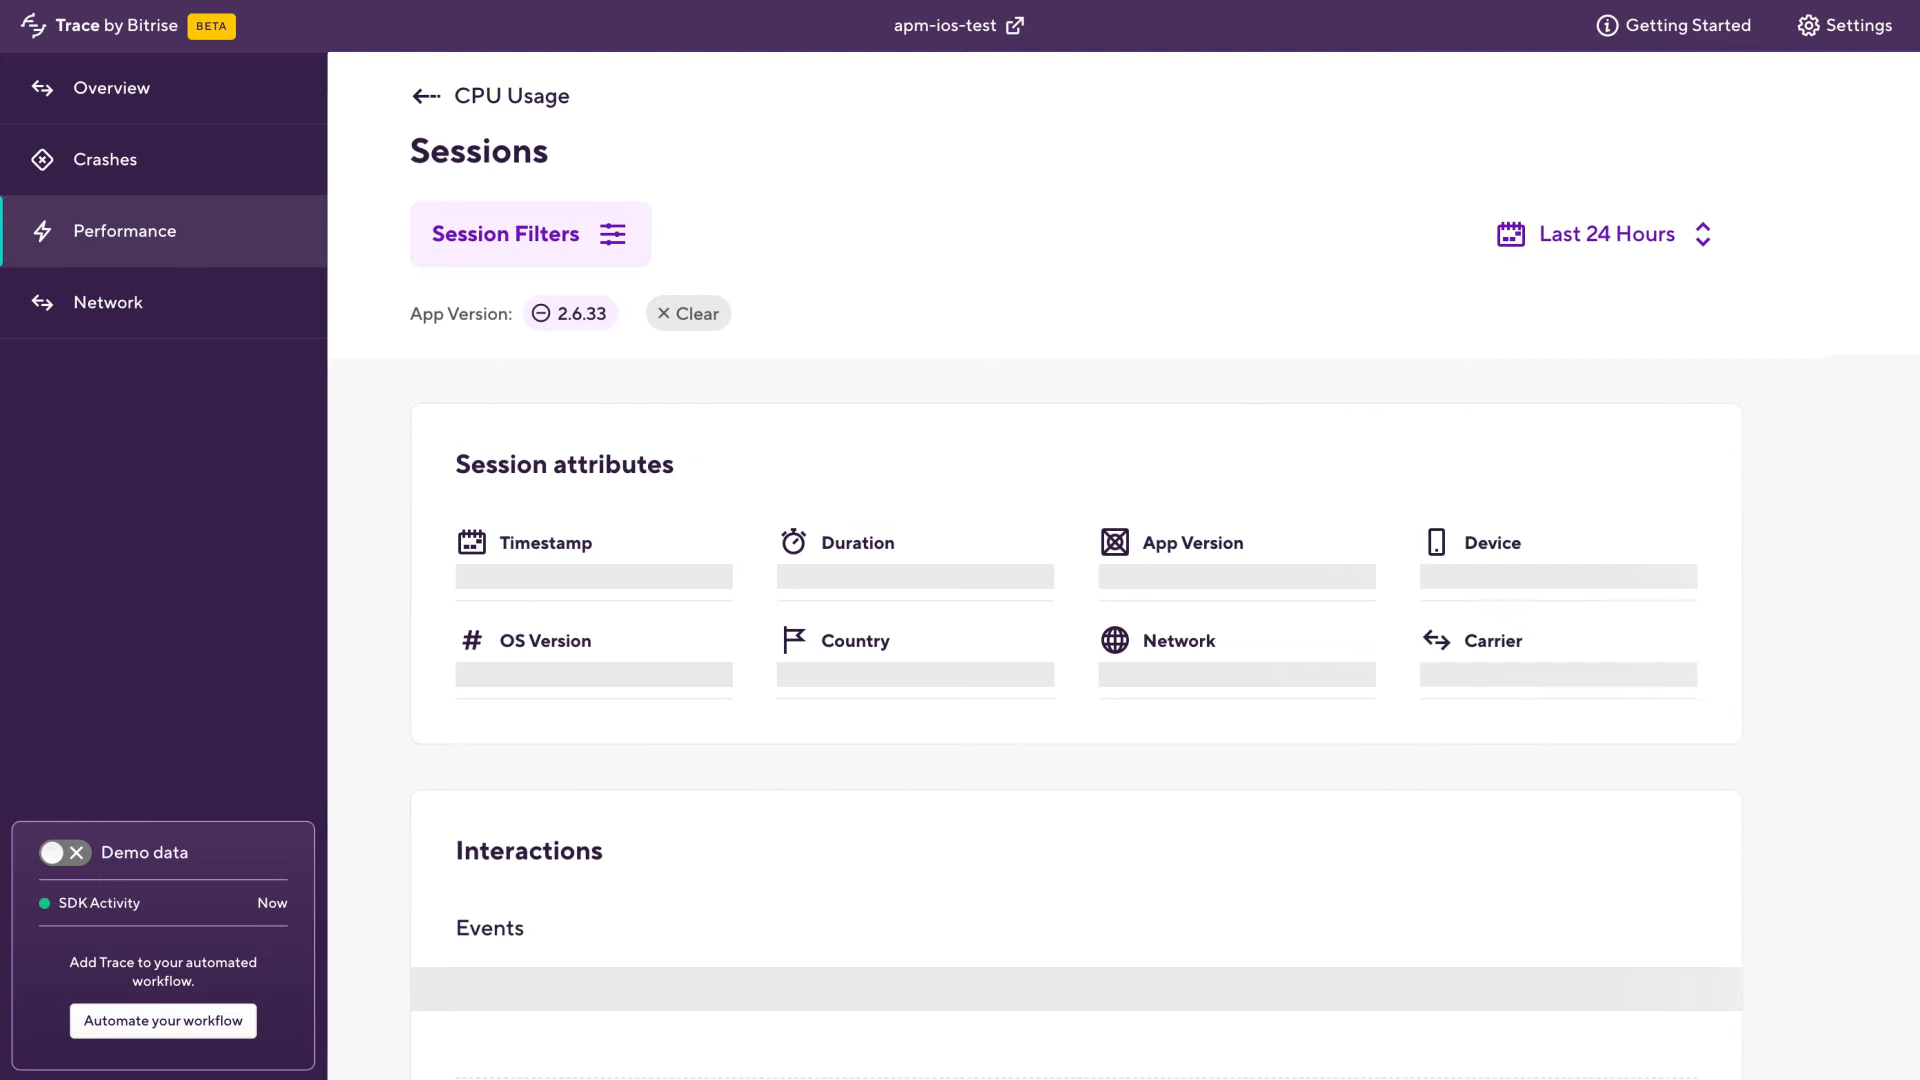 Trace by Bitrise BETA
apm-ios-test
Getting Started
Settings
Overview
Crashes
Performance
Network
CPU Usage
Sessions
Session Filters
Last 24 Hours
App Version: 2.6.33 Clear
Session attributes
Timestamp
Duration
App Version
Device
OS Version
Country
Network
Carrier
Interactions
Events
Demo data
SDK Activity Now
Add Trace to your automated
workflow.
Automate your workflow